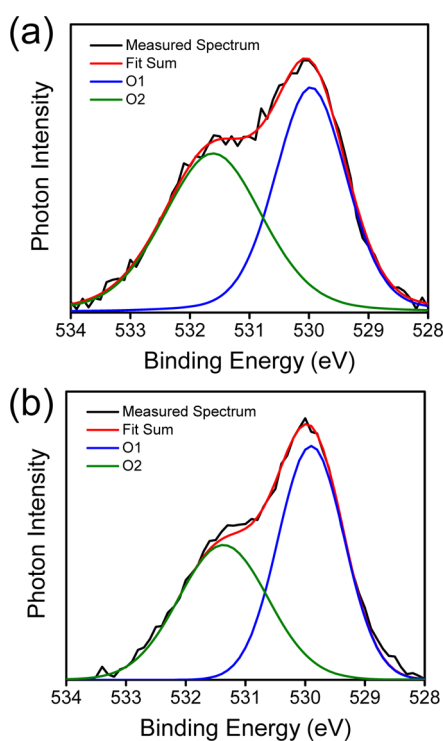 (a)
Measured Spectrum
Fit Sum
O1
O2
Photon Intensity
534 533 532 531 530 529 528
Binding Energy (eV)
(b)
Measured Spectrum
Fit Sum
O1
O2
Photon Intensity
534 533 532 531 530 529 528
Binding Energy (eV)